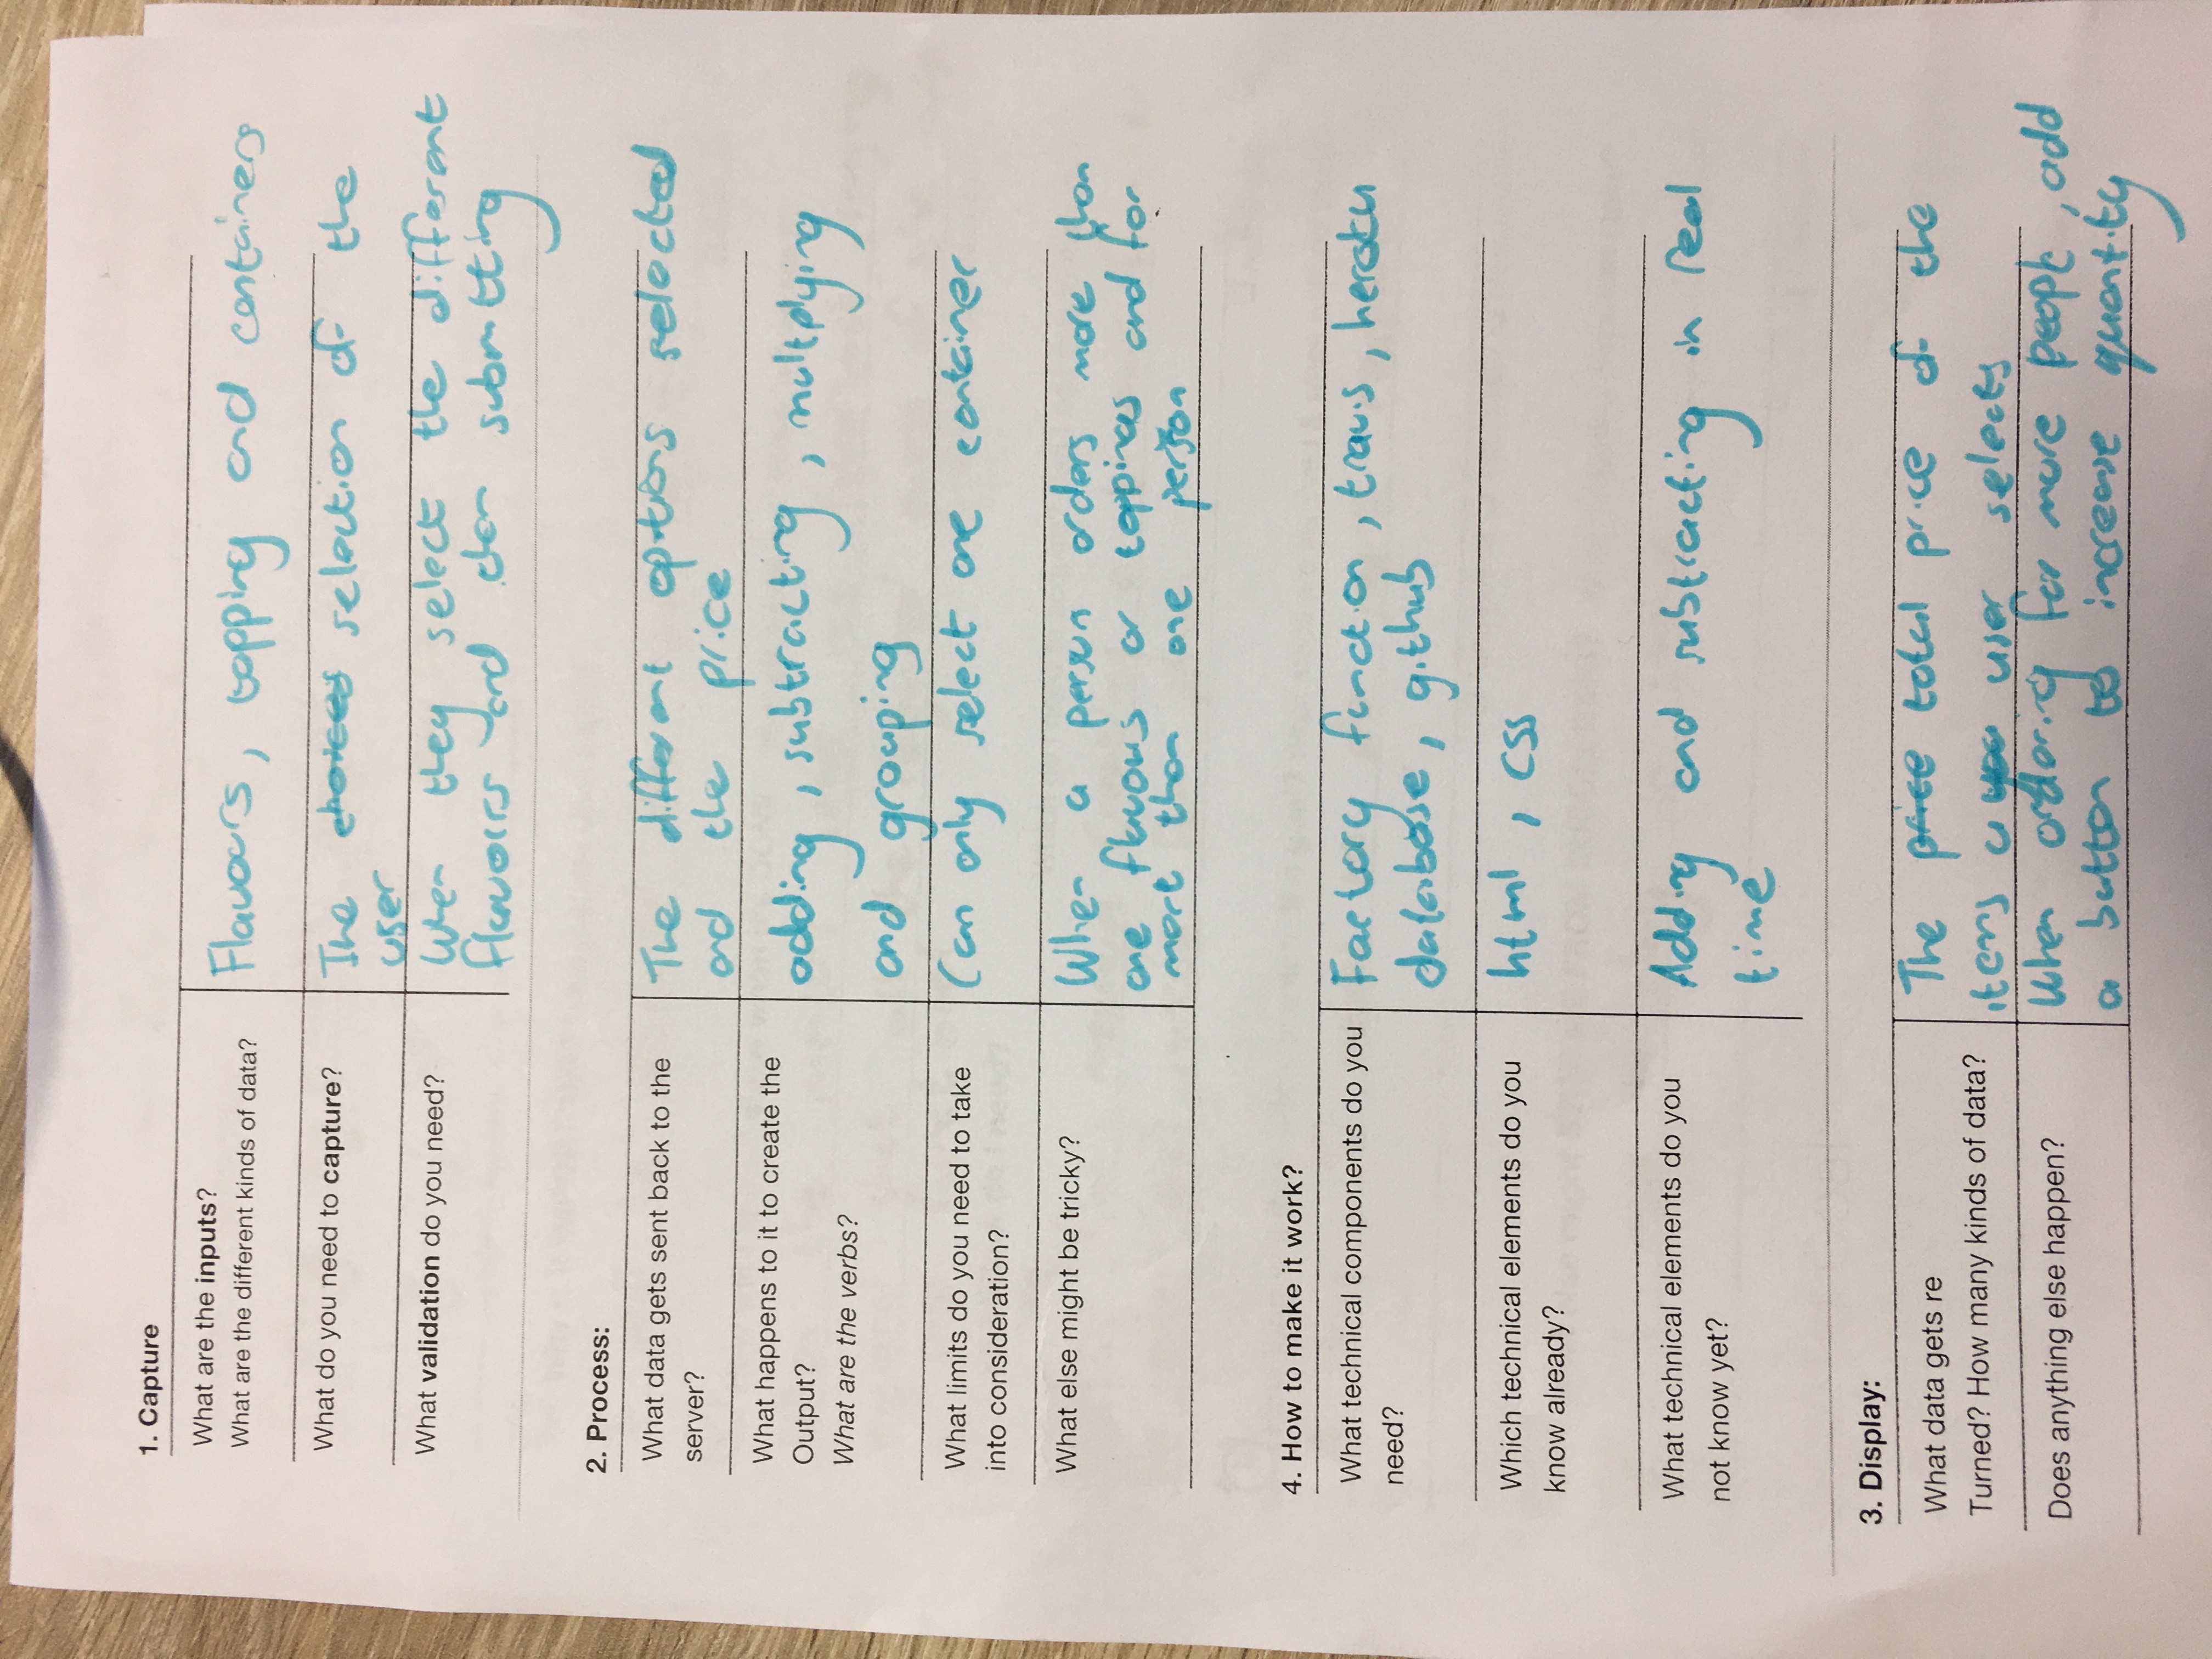 1. Capture
What are the inputs?
What are the different kinds of data?
Flavours, topping and containers
What do you need to capture?
The choices selection of the
user
What validation do you need?
When they select the different
flavours and then submitting
2. Process:
What data gets sent back to the
server?
The different options selected
and the price
What happens to it to create the
Output?
What are the verbs?
adding, subtracting, multplying
and grouping
What limits do you need to take
into consideration?
Can only select one container
What else might be tricky?
When a person orders more than
one flavours or toppings and for
more than one person
4. How to make it work?
What technical components do you
need?
Factory function, travis, heroku
database, github
Which technical elements do you
know already?
html, css
What technical elements do you
not know yet?
Adding and subtracting in Real
time
3. Display:
What data gets re
Turned? How many kinds of data?
The price total price of the
items a you user selects
Does anything else happen?
When ordering for more people, add
a button to increase quantity